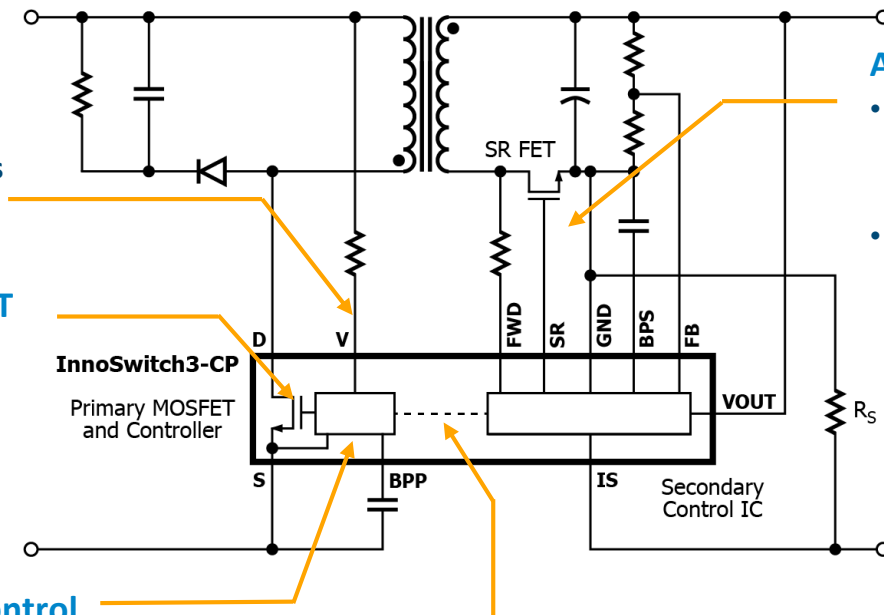 A
SR FET
s
T
D
V
FWD
SR
GND
BPS
FB
InnoSwitch3-CP
Primary MOSFET
and Controller
VOUT
RS
S
BPP
IS
Secondary
Control IC
ntrol